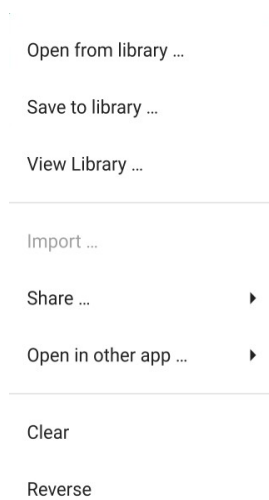 Open from library ...
Save to library ...
View Library ...
Import ...
Share ...
Open in other app ...
Clear
Reverse